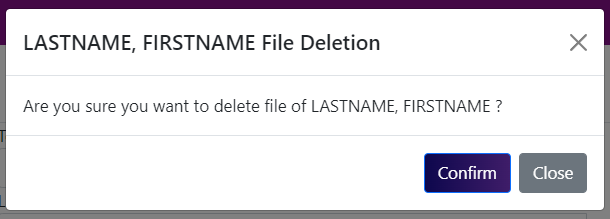 LASTNAME, FIRSTNAME File Deletion
Are you sure you want to delete file of LASTNAME, FIRSTNAME ?
Confirm Close